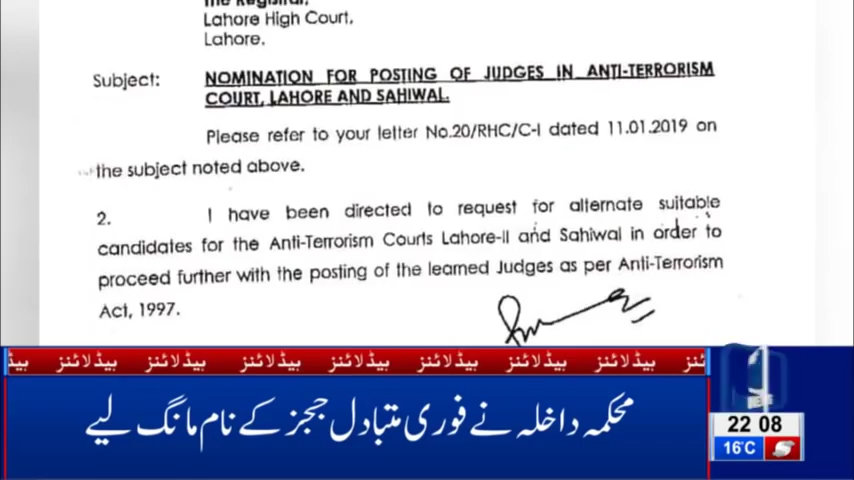 the Registrar,
Lahore High Court,
Lahore.
Subject: NOMINATION FOR POSTING OF JUDGES IN ANTI-TERRORISM
COURT, LAHORE AND SAHIWAL.
Please refer to your letter No.20/RHC/C-I dated 11.01.2019 on
the subject noted above.
2. I have been directed to request for alternate suitable
candidates for the Anti-Terrorism Courts Lahore-II and Sahiwal in order to
proceed further with the posting of the learned Judges as per Anti-Terrorism
Act, 1997.
ہیڈلائنز ہیڈلائنز ہیڈلائنز ہیڈلائنز ہیڈلائنز ہیڈلائنز ہیڈلائنز
محکمہ داخلہ نے فوری متبادل ججز کے نام مانگ لیے
NEWS
22 08
16°C